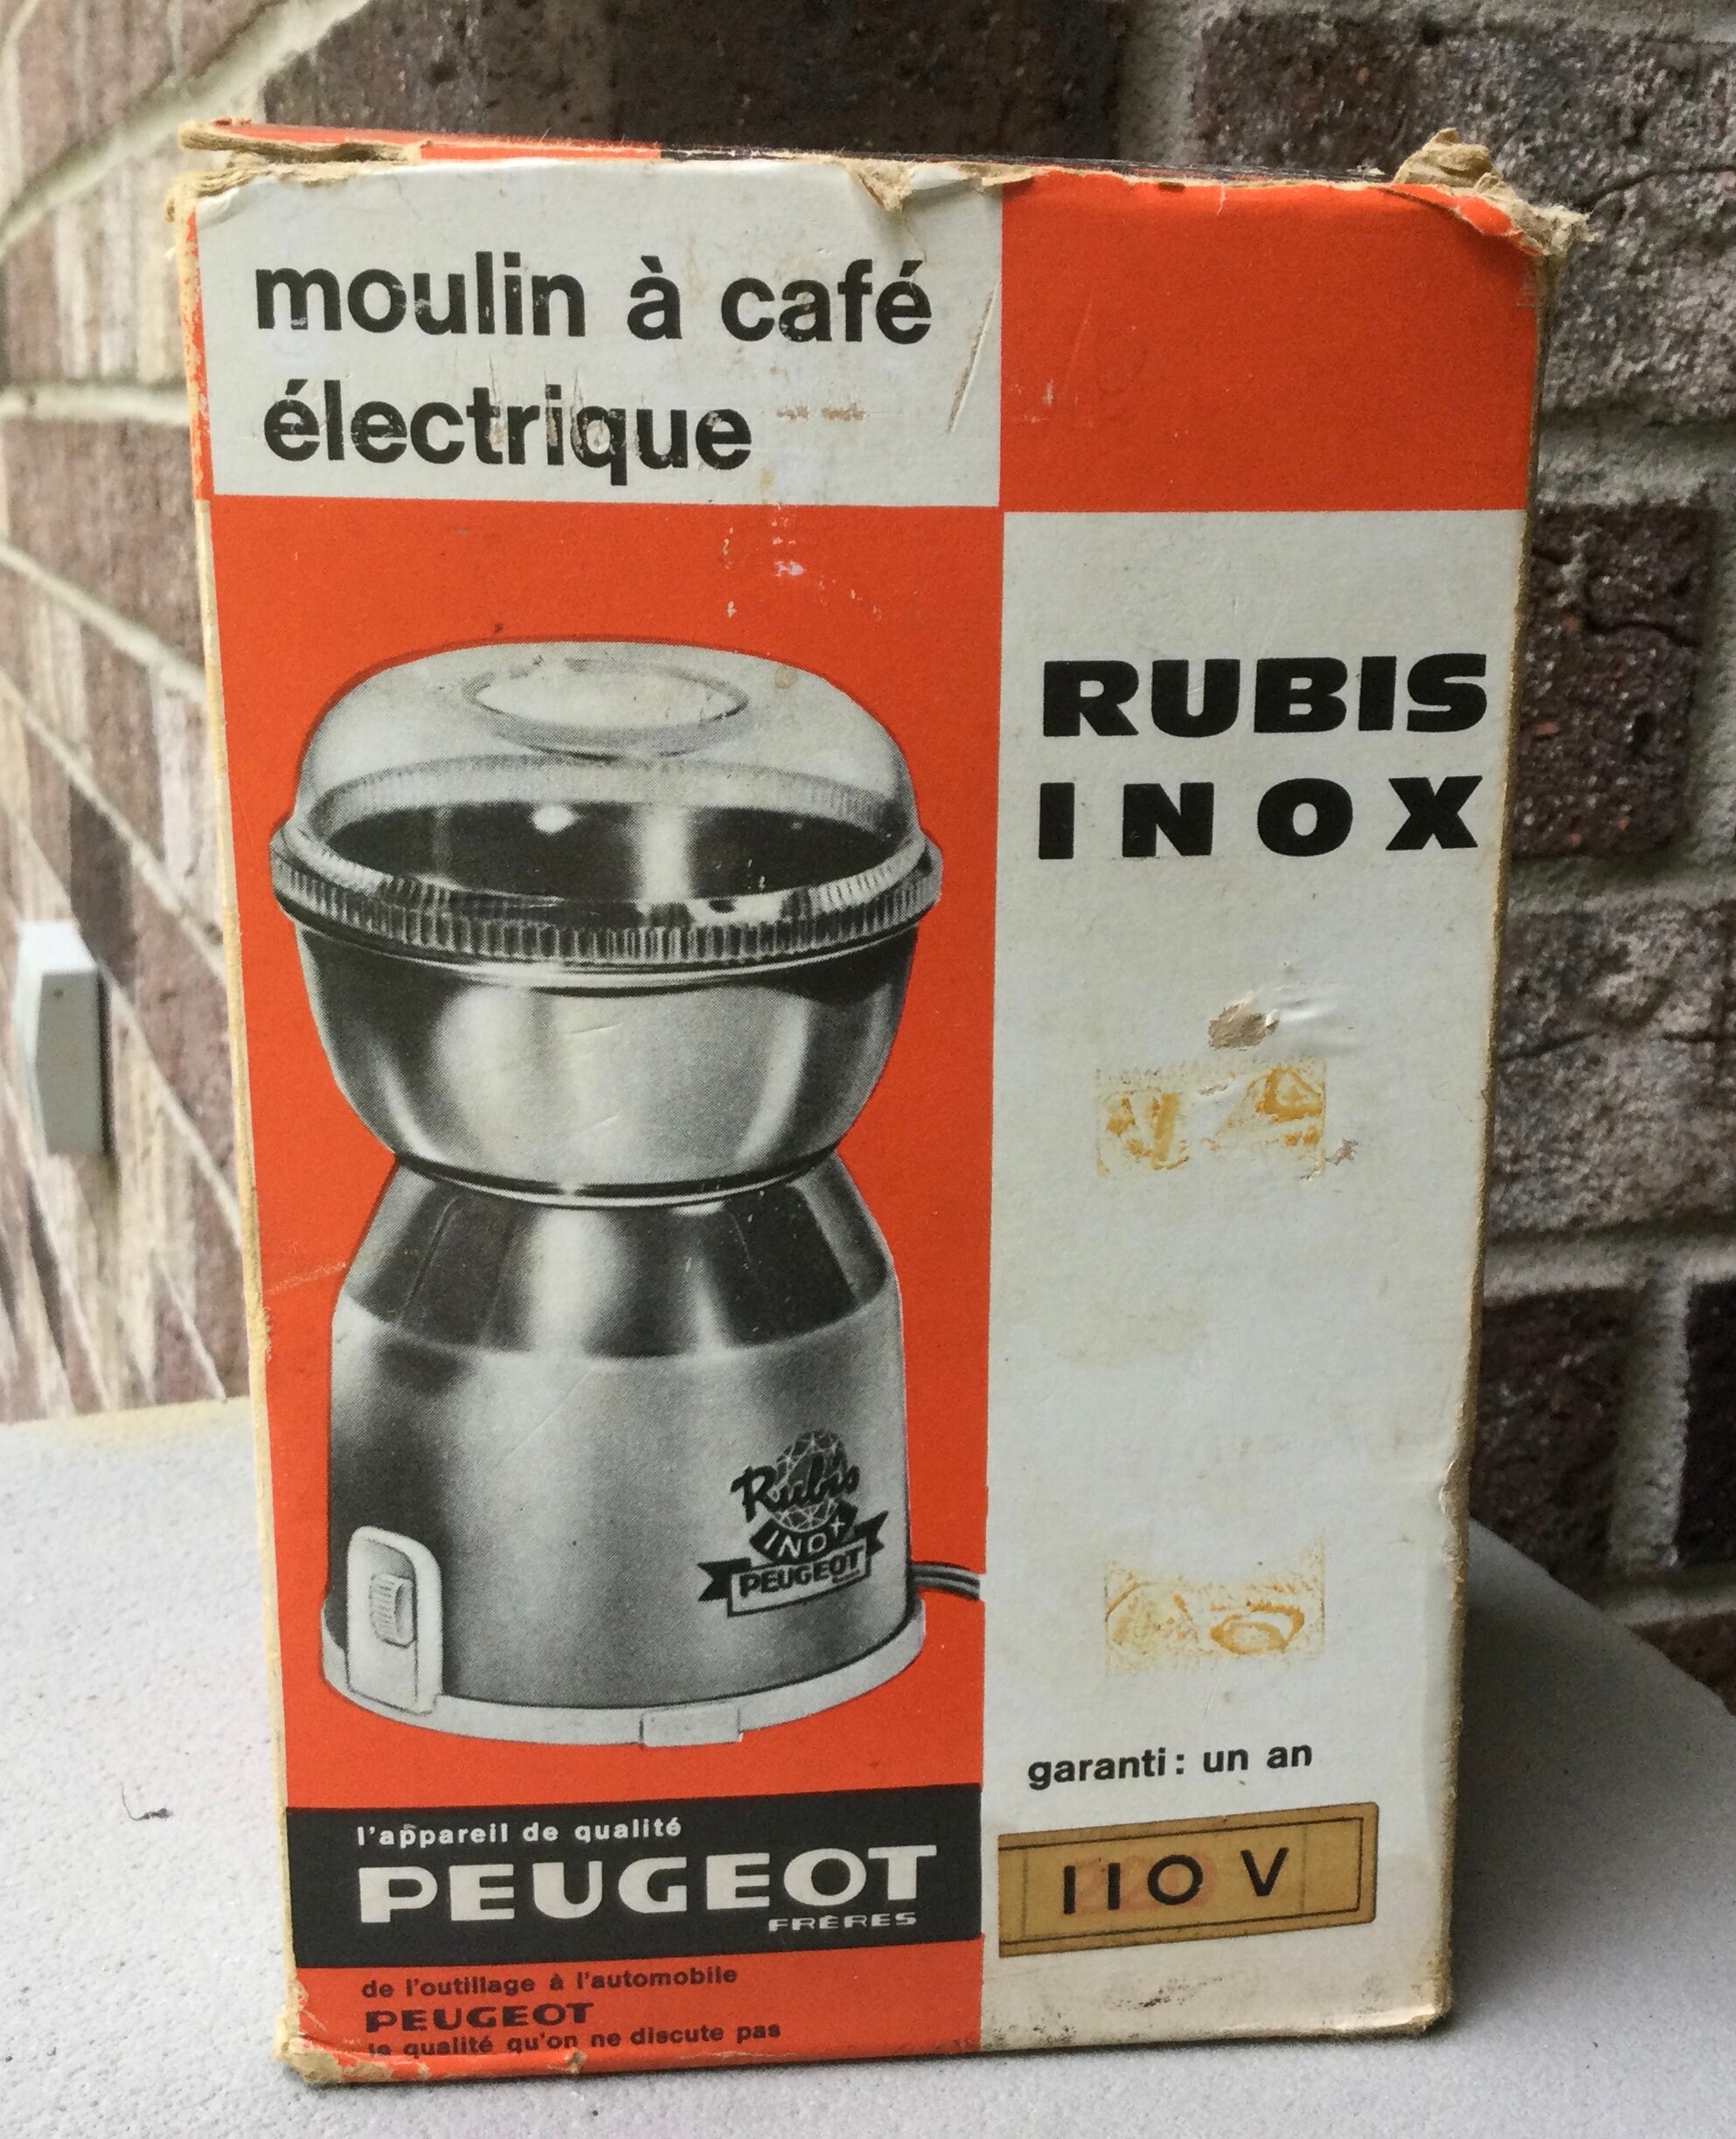 moulin à café
électrique
RUBIS
INOX
Rubis
INOX
PEUGEOT
garanti: un an
110 V
l'appareil de qualité
PEUGEOT
FRÈRES
de l'outillage à l'automobile
PEUGEOT
la qualité qu'on ne discute pas